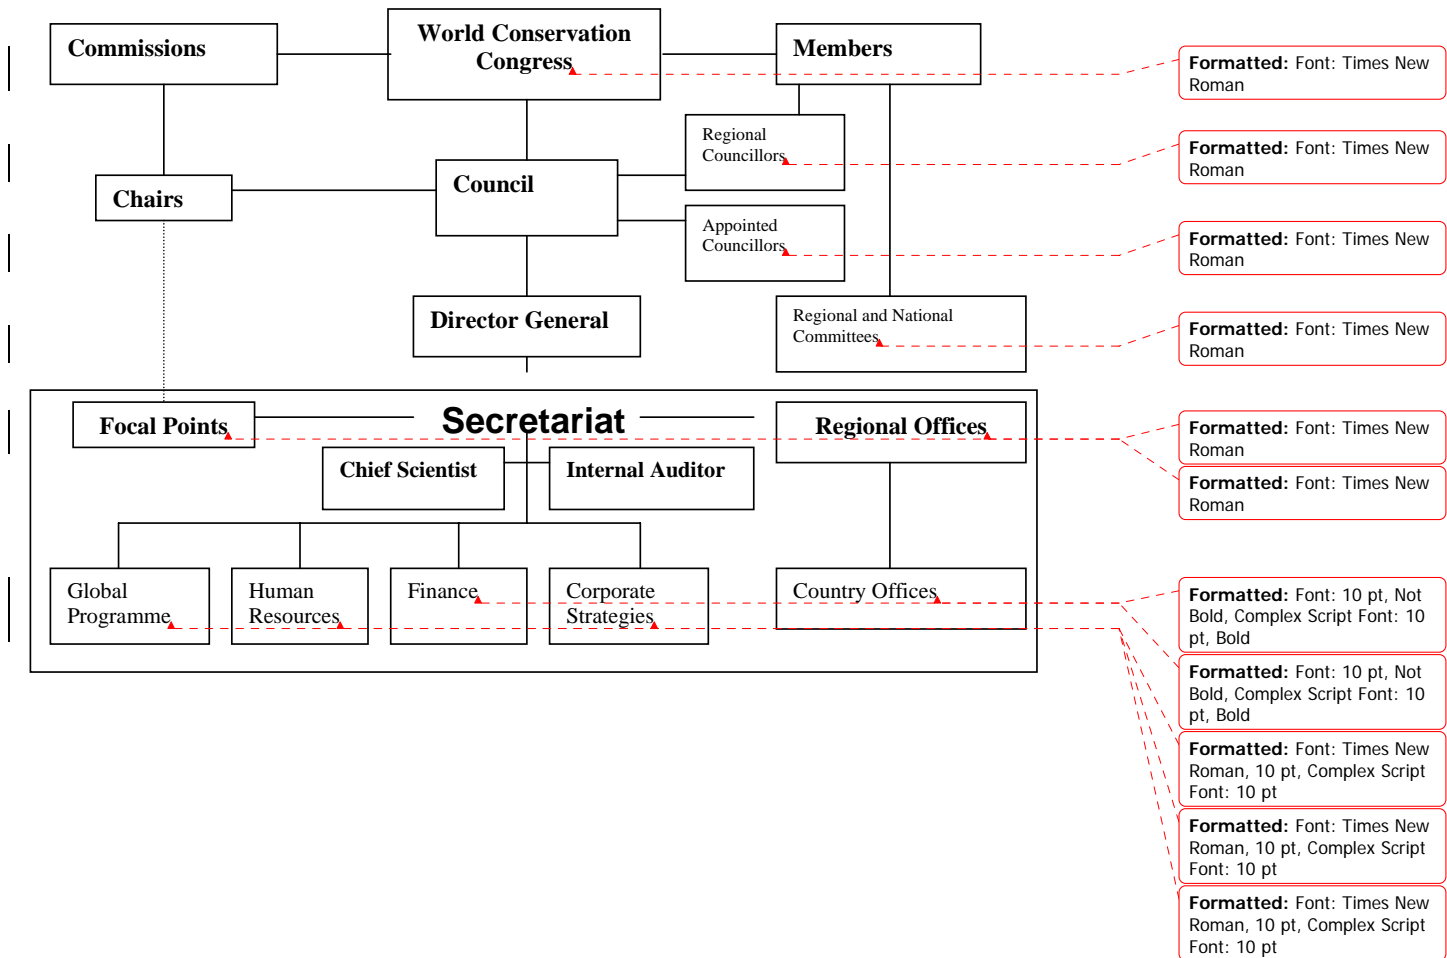 Commissions
World Conservation
Congress
Members
Formatted: Font: Times New
Roman
Regional
Councillors
Formatted: Font: Times New
Roman
Chairs
Council
Appointed
Councillors
Formatted: Font: Times New
Roman
Director General
Regional and National
Committees
Formatted: Font: Times New
Roman
Focal Points
Secretariat
Regional Offices
Formatted: Font: Times New
Roman
Chief Scientist
Internal Auditor
Formatted: Font: Times New
Roman
Global
Programme
Human
Resources
Finance
Corporate
Strategies
Country Offices
Formatted: Font: 10 pt, Not
Bold, Complex Script Font: 10
pt, Bold
Formatted: Font: 10 pt, Not
Bold, Complex Script Font: 10
pt, Bold
Formatted: Font: Times New
Roman, 10 pt, Complex Script
Font: 10 pt
Formatted: Font: Times New
Roman, 10 pt, Complex Script
Font: 10 pt
Formatted: Font: Times New
Roman, 10 pt, Complex Script
Font: 10 pt